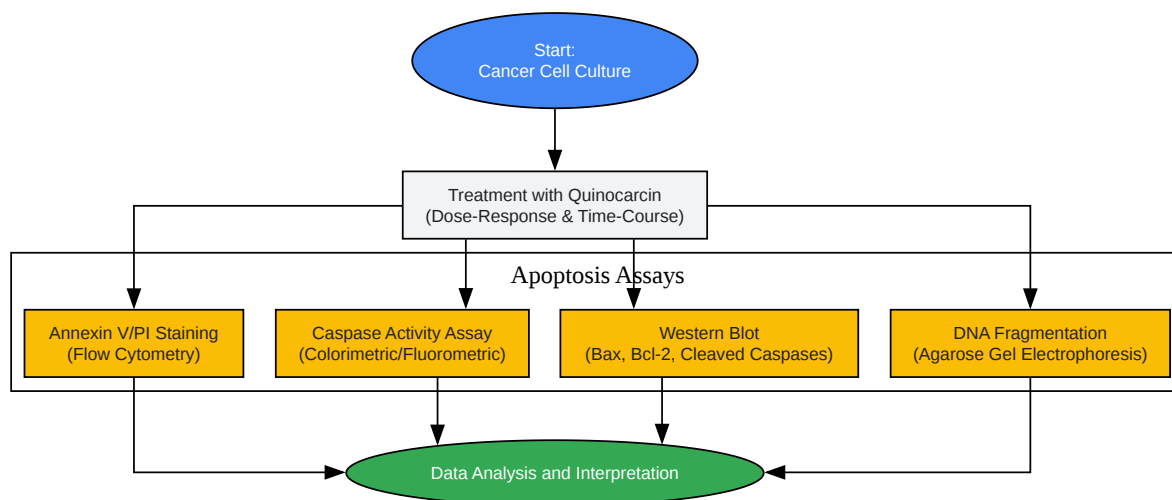 Start:
Cancer Cell Culture
Treatment with Quinocarcin
(Dose-Response & Time-Course)
Apoptosis Assays
Annexin V/PI Staining
(Flow Cytometry)
Caspase Activity Assay
(Colorimetric/Fluorometric)
Western Blot
(Bax, Bcl-2, Cleaved Caspases)
DNA Fragmentation
(Agarose Gel Electrophoresis)
Data Analysis and Interpretation